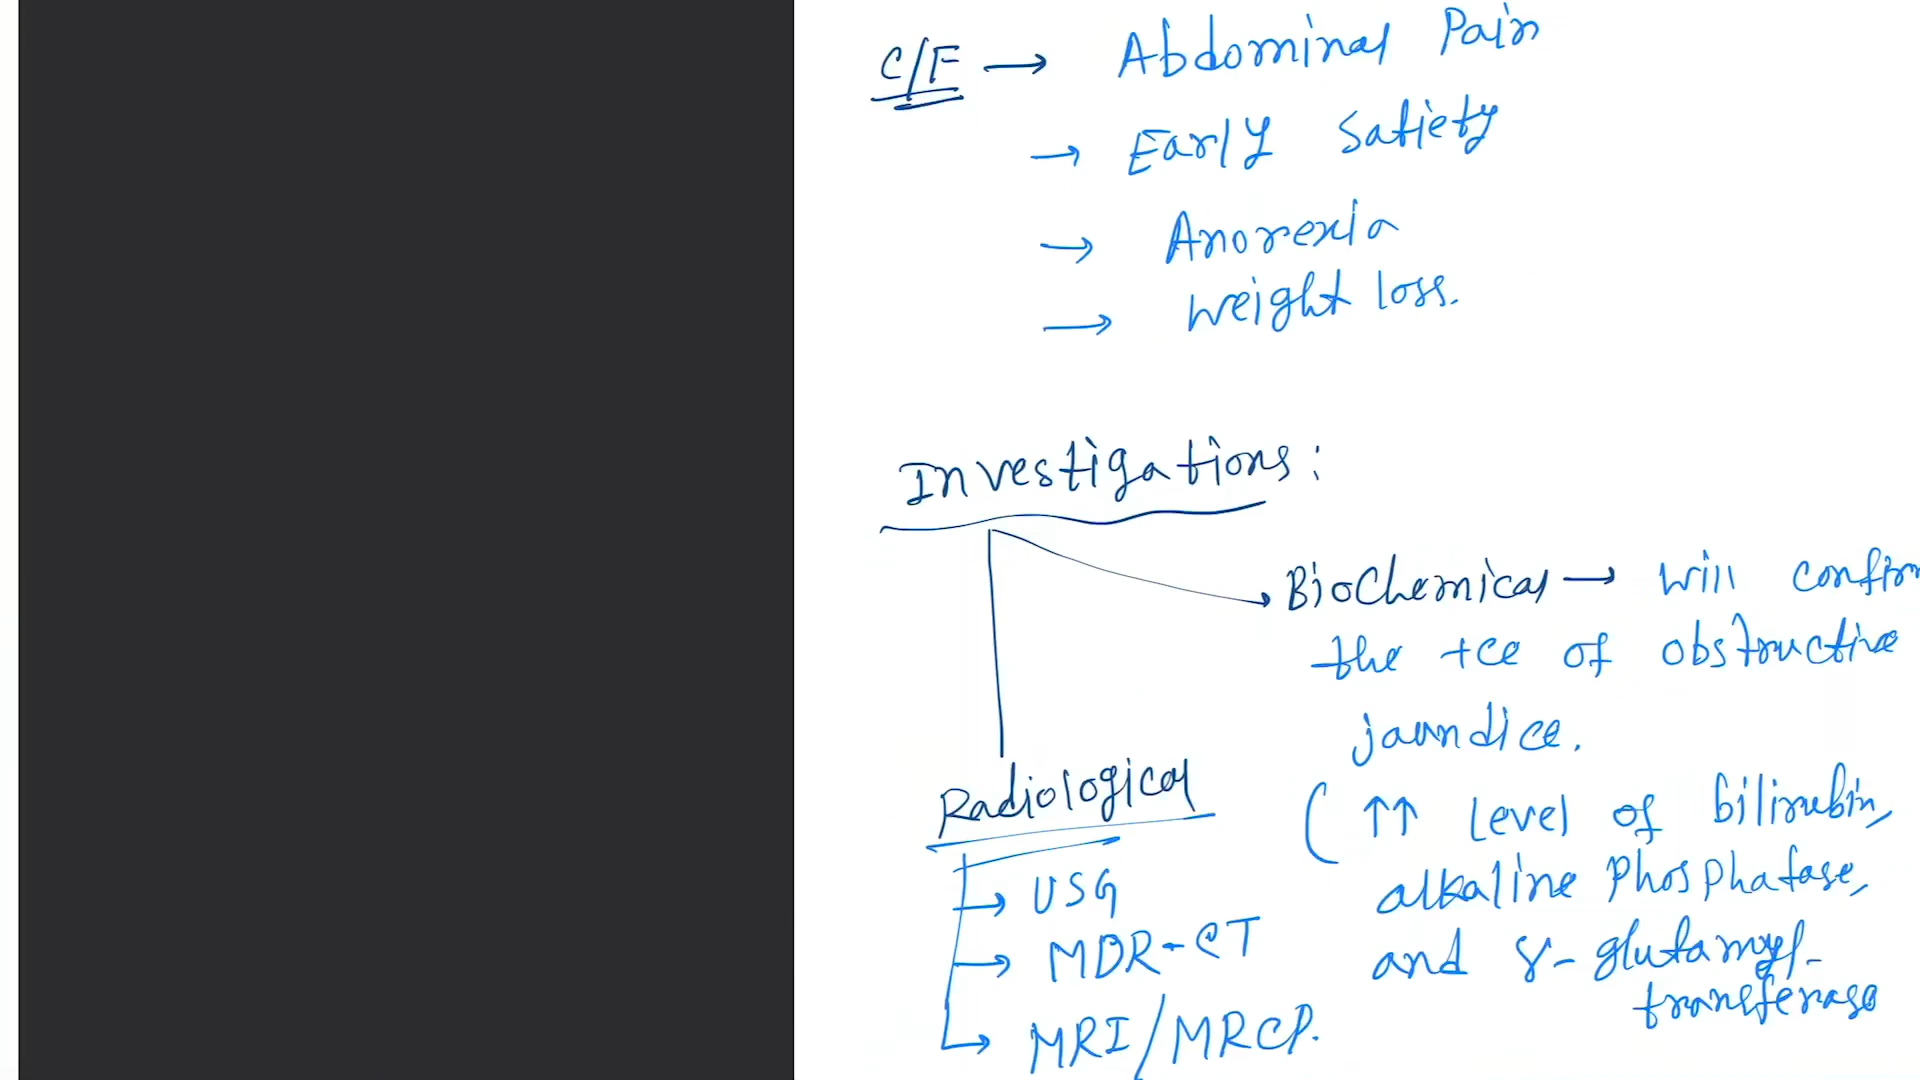 C/F → Abdominal Pain
→ Early Satiety
→ Anorexia
→ weight loss.
Investigations:
BioChemical → will confirm
the +ce of obstructive
jaundice.
(↑↑ level of bilirubin,
alkaline Phosphatase,
and γ-glutamyl-
transferase
Radiological
→ USG
→ MDR-CT
→ MRI/MRCP.